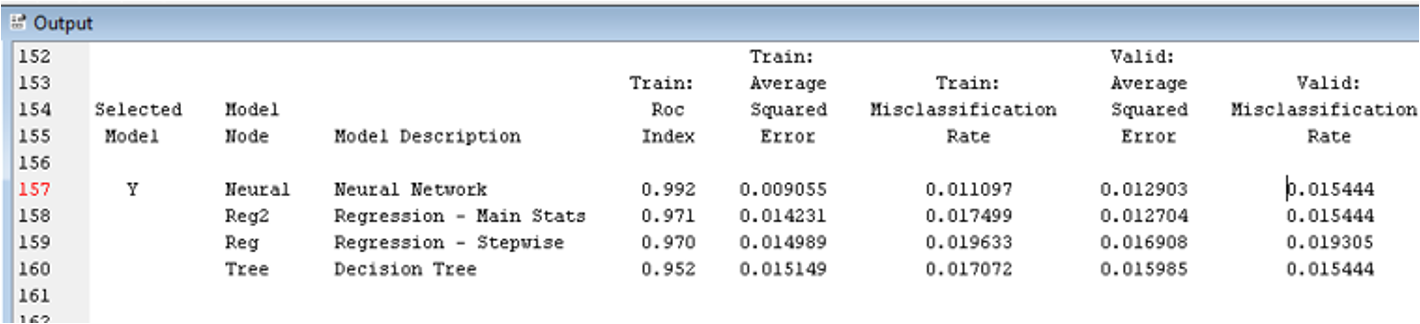 Output
152 Train: Valid:
153 Train: Average Train: Average Valid:
154 Selected Model Roc Squared Misclassification Squared Misclassification
155 Model Node Model Description Index Error Rate Error Rate
156
157 Y Neural Neural Network 0.992 0.009055 0.011097 0.012903 0.015444
158 Reg2 Regression - Main Stats 0.971 0.014231 0.017499 0.012704 0.015444
159 Reg Regression - Stepwise 0.970 0.014989 0.019633 0.016908 0.019305
160 Tree Decision Tree 0.952 0.015149 0.017072 0.015985 0.015444
161
162